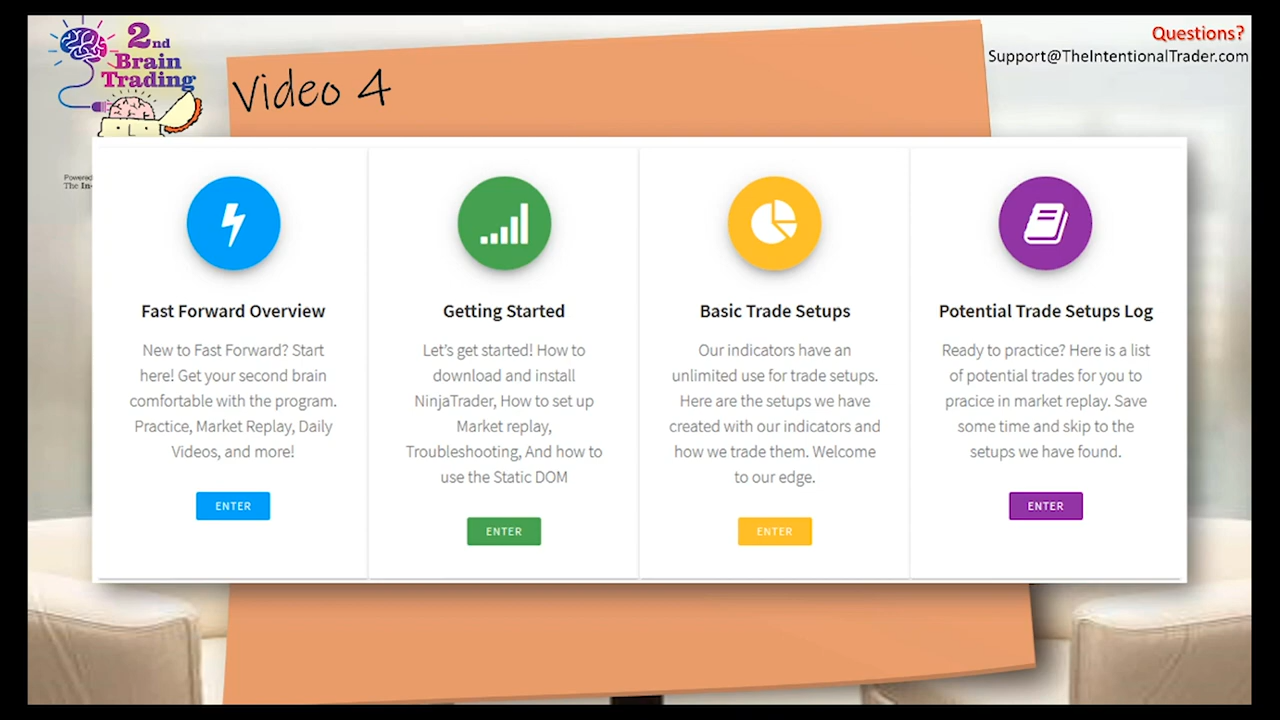 2nd
Brain
Trading
Powered
The In
Video 4
Questions?
Support@TheIntentionalTrader.com
Fast Forward Overview
New to Fast Forward? Start
here! Get your second brain
comfortable with the program.
Practice, Market Replay, Daily
Videos, and more!
ENTER
Getting Started
Let's get started! How to
download and install
NinjaTrader, How to set up
Market replay,
Troubleshooting, And how to
use the Static DOM
ENTER
Basic Trade Setups
Our indicators have an
unlimited use for trade setups.
Here are the setups we have
created with our indicators and
how we trade them. Welcome
to our edge.
ENTER
Potential Trade Setups Log
Ready to practice? Here is a list
of potential trades for you to
pracice in market replay. Save
some time and skip to the
setups we have found.
ENTER